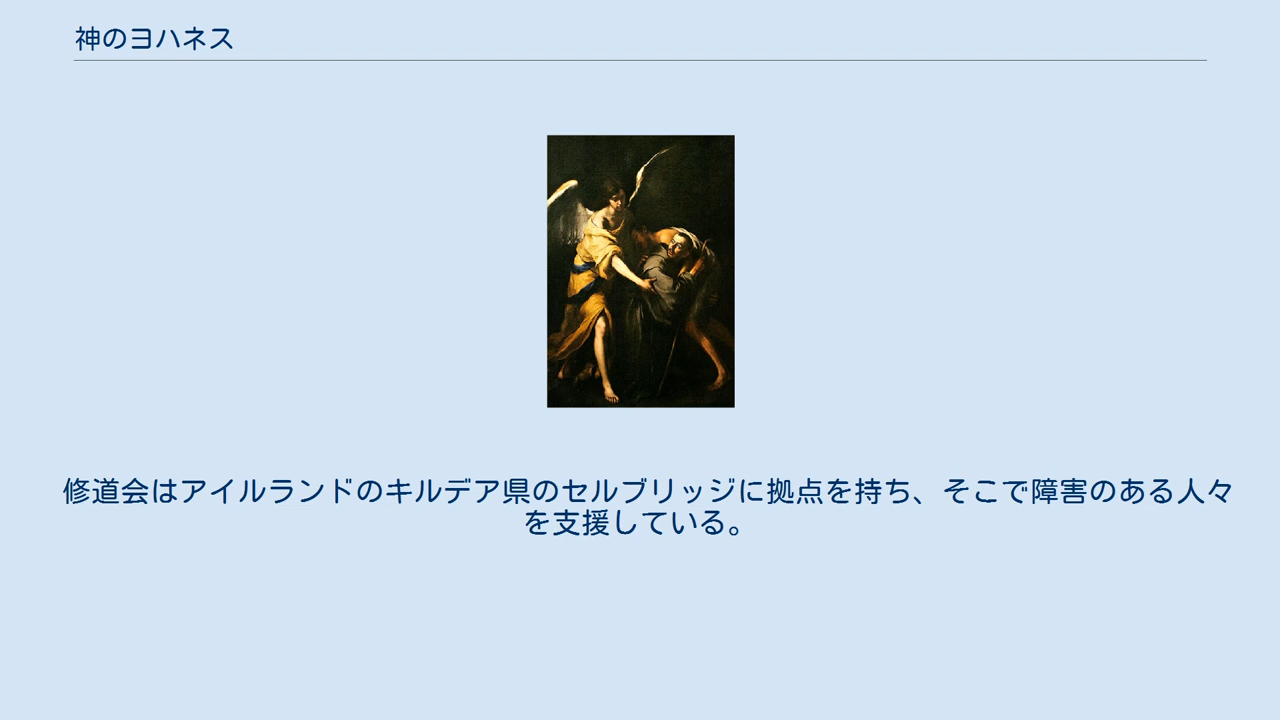 神のヨハネス
修道会はアイルランドのキルデア県のセルブリッジに拠点を持ち、そこで障害のある人々
を支援している。